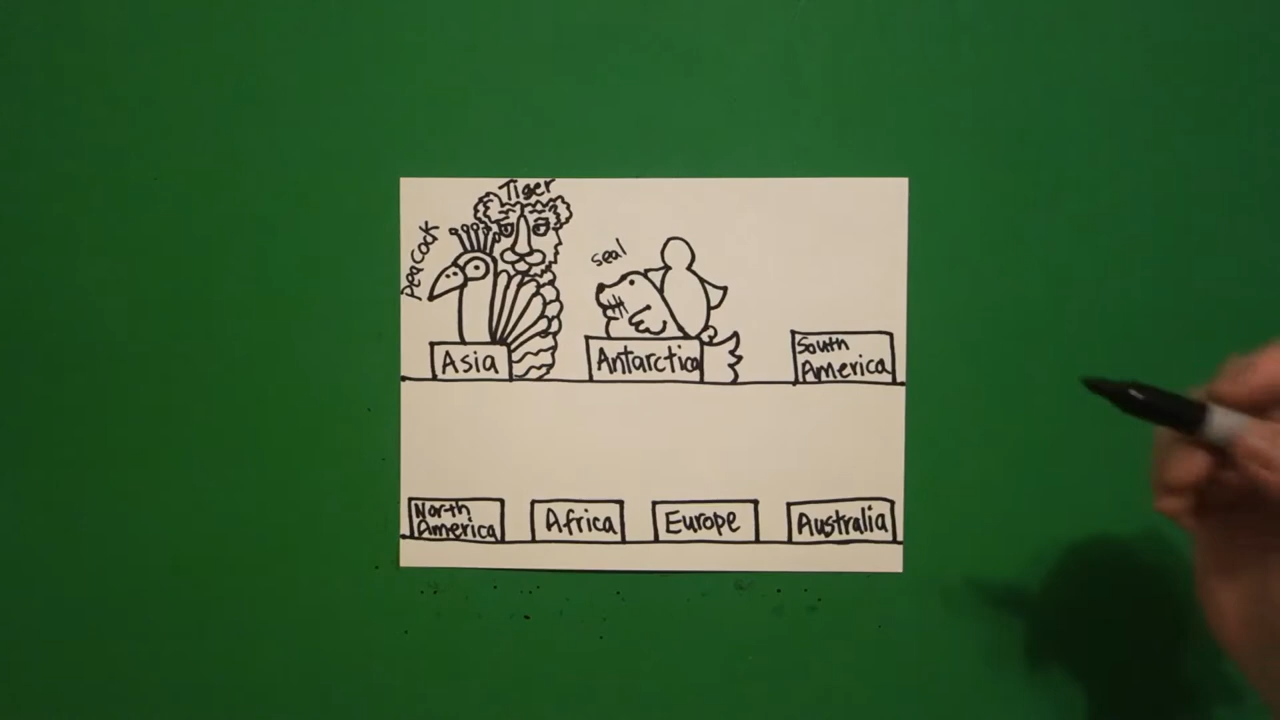 Tiger
Peacock
seal
Asia
Antarctica
South
America
North
America
Africa
Europe
Australia